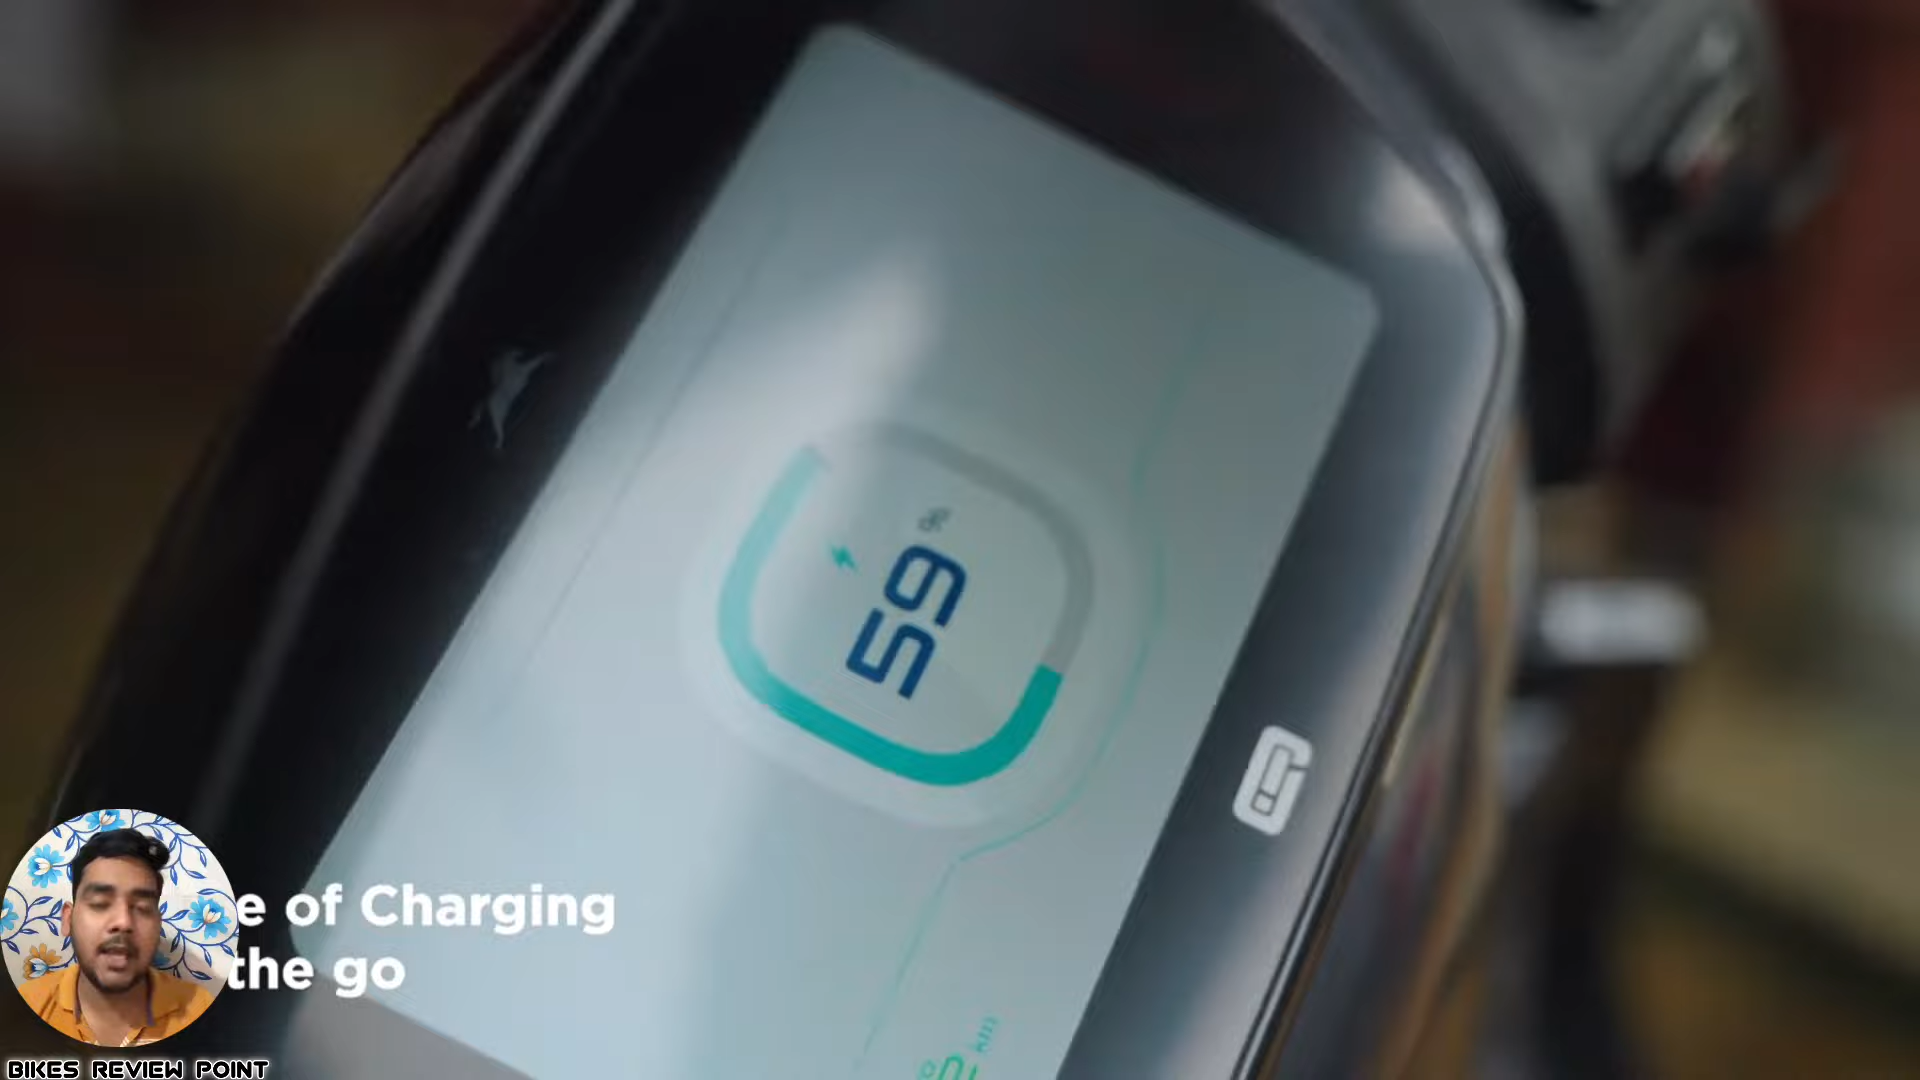 59
%
e of Charging
the go
BIKES REVIEW POINT